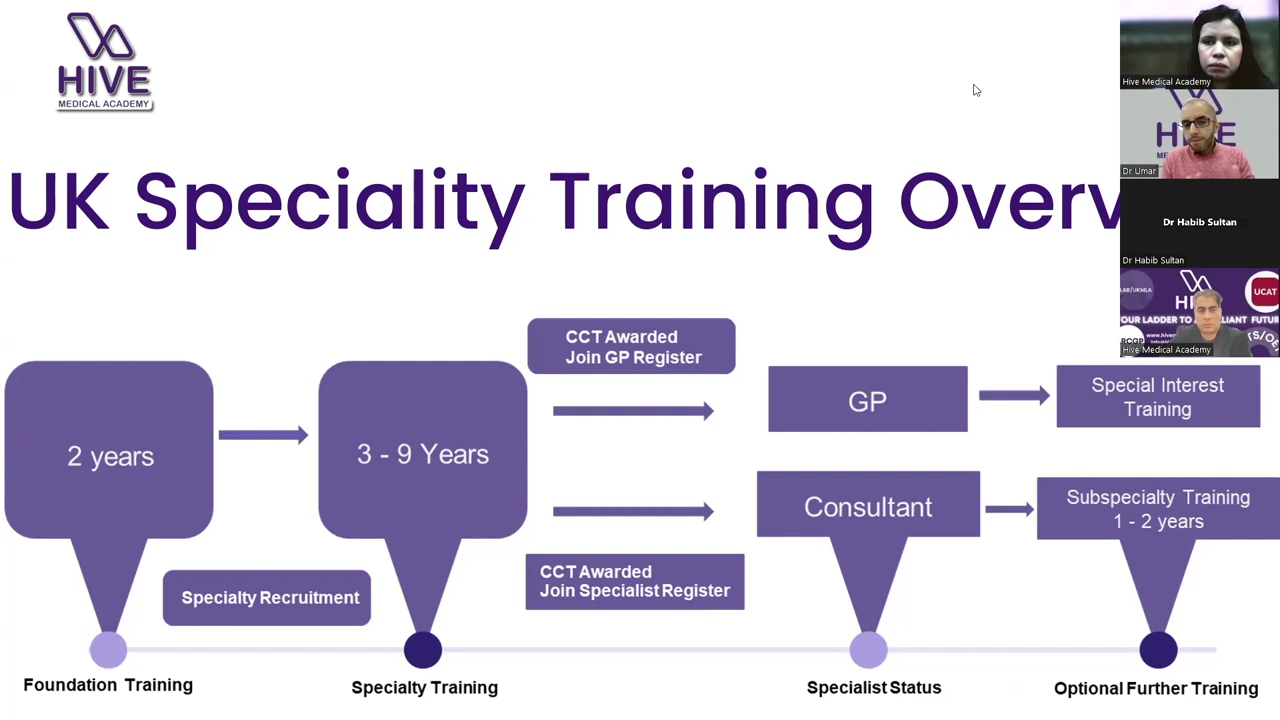 HIVE
MEDICAL ACADEMY
UK Speciality Training Overv
CCT Awarded
Join GP Register
2 years
3 - 9 Years
GP
Special Interest
Training
Consultant
Subspecialty Training
1 - 2 years
Specialty Recruitment
CCT Awarded
Join Specialist Register
Foundation Training
Specialty Training
Specialist Status
Optional Further Training
Hive Medical Academy
Dr Umar
Dr Habib Sultan
Dr Habib Sultan
UCAT
Hive Medical Academy